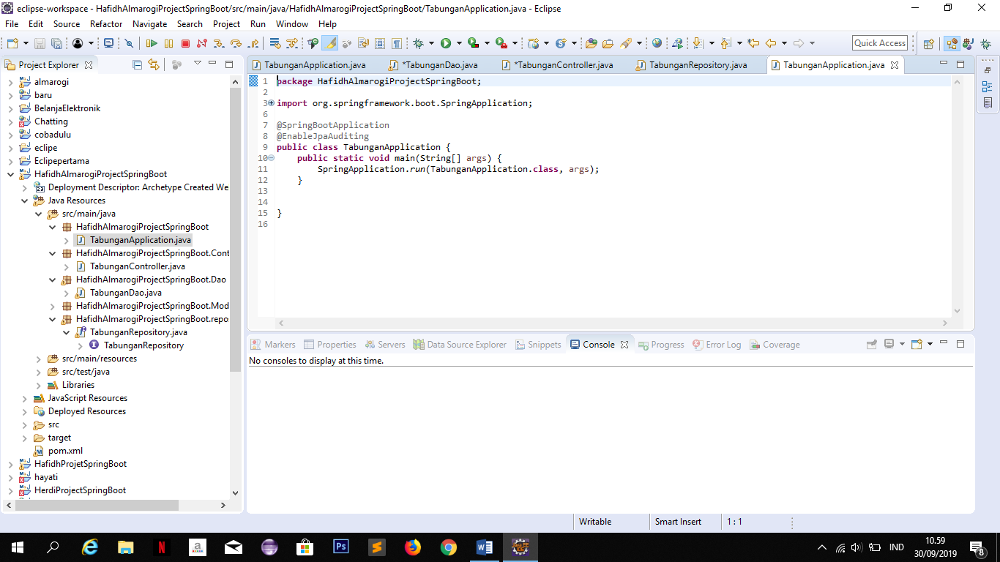 eclipse-workspace - HafidhAlmarogiProjectSpringBoot/src/main/java/HafidhAlmarogiProjectSpringBoot/TabunganApplication.java - Eclipse
File Edit Source Refactor Navigate Search Project Run Window Help
Quick Access
Project Explorer
almarogi
baru
BelanjaElektronik
Chatting
cobadulu
eclipe
Eclipepertama
HafidhAlmarogiProjectSpringBoot
Deployment Descriptor: Archetype Created We
Java Resources
src/main/java
HafidhAlmarogiProjectSpringBoot
TabunganApplication.java
HafidhAlmarogiProjectSpringBoot.Cont
TabunganController.java
HafidhAlmarogiProjectSpringBoot.Dao
TabunganDao.java
HafidhAlmarogiProjectSpringBoot.Mod
HafidhAlmarogiProjectSpringBoot.repo
TabunganRepository.java
TabunganRepository
src/main/resources
src/test/java
Libraries
JavaScript Resources
Deployed Resources
src
target
pom.xml
HafidhProjetSpringBoot
hayati
HerdiProjectSpringBoot
TabunganApplication.java *TabunganDao.java *TabunganController.java TabunganRepository.java TabunganApplication.java
1 package HafidhAlmarogiProjectSpringBoot;
2
3 import org.springframework.boot.SpringApplication;
6
7 @SpringBootApplication
8 @EnableJpaAuditing
9 public class TabunganApplication {
10 public static void main(String[] args) {
11 SpringApplication.run(TabunganApplication.class, args);
12 }
13
14
15 }
16
Markers Properties Servers Data Source Explorer Snippets Console Progress Error Log Coverage
No consoles to display at this time.
Writable Smart Insert 1 : 1
IND
10.59
30/09/2019
8